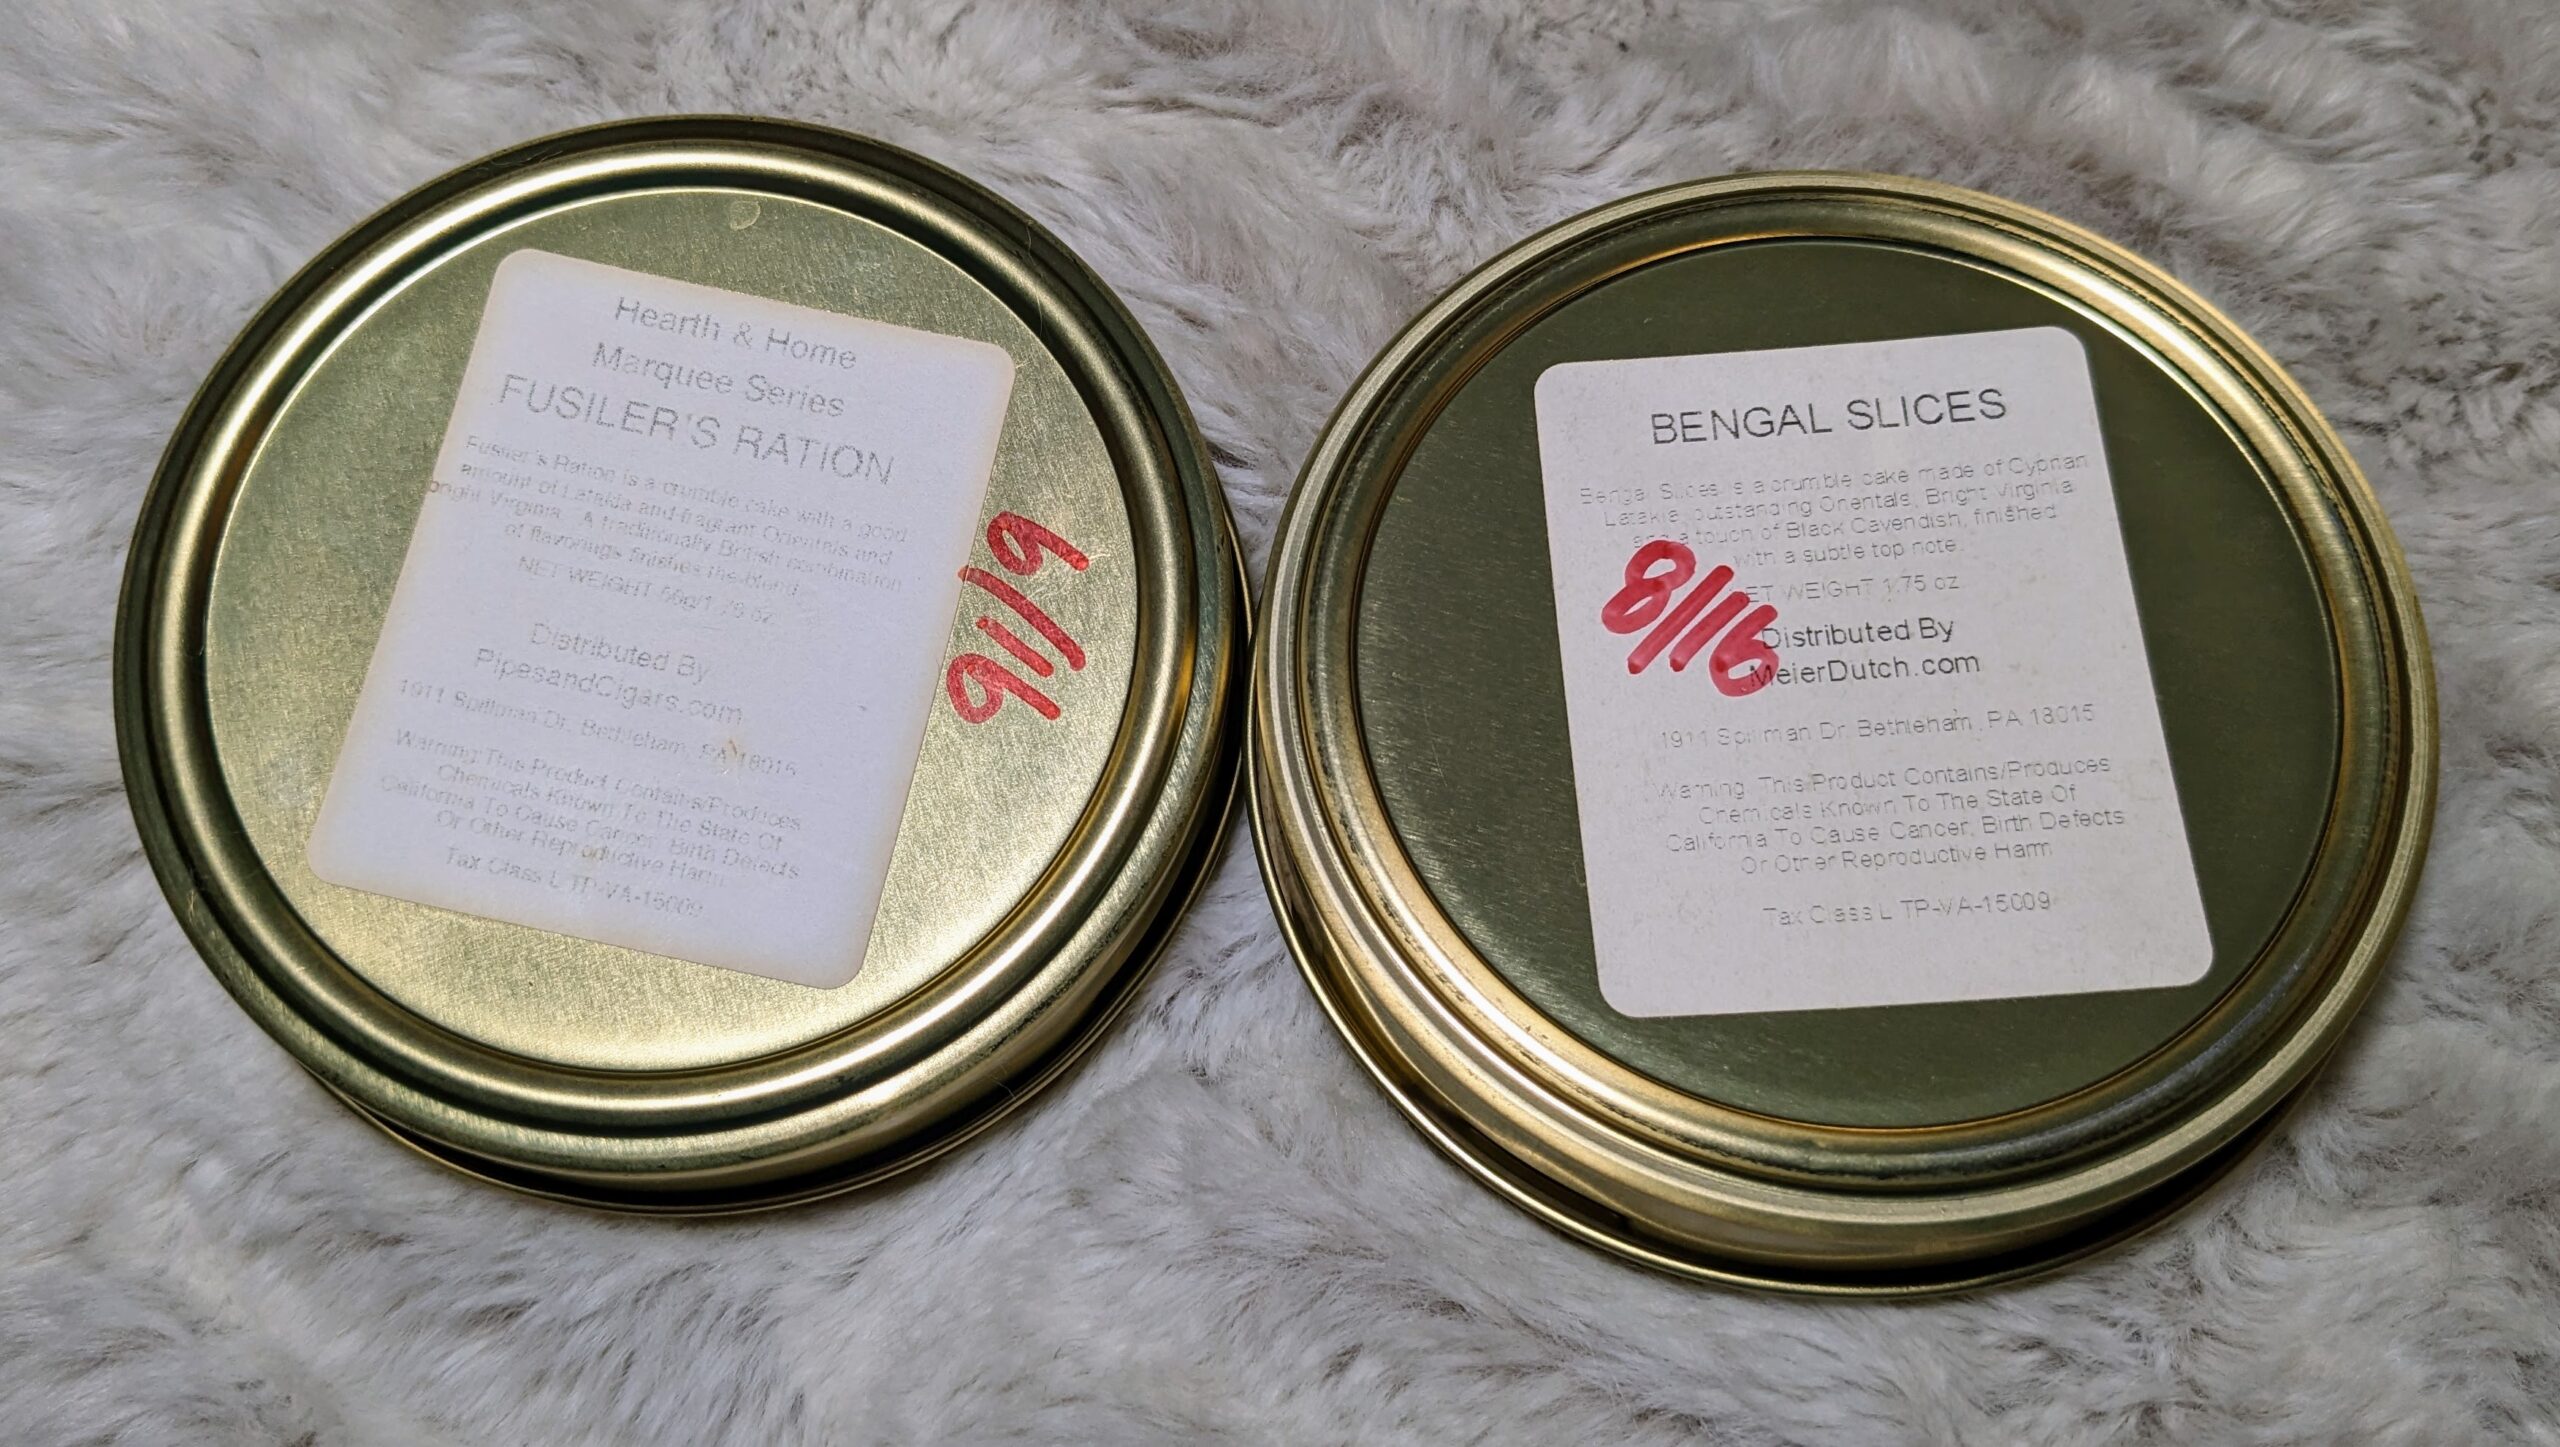 Hearth & Home
Marquee Series
FUSILER'S RATION
Fusiler's Ration is a crumble cake with a good
amount of Latakia and fragrant Orientals and
bright Virginia. A traditionally British combination
of flavorings finishes the blend.
NET WEIGHT 50g/1.75 oz
Distributed By
PipesandCigars.com
1911 Spillman Dr. Bethleham, PA 18015
Warning: This Product Contains/Produces
Chemicals Known To The State Of
California To Cause Cancer, Birth Defects
Or Other Reproductive Harm
Tax Class L TP-VA-15009
9/16
BENGAL SLICES
Bengal Slices is a crumble cake made of Cyprian
Latakia, outstanding Orientals, Bright Virginia
and a touch of Black Cavendish, finished
with a subtle top note.
NET WEIGHT 1.75 oz
8/16
Distributed By
MeierDutch.com
1911 Spillman Dr. Bethleham, PA 18015
Warning: This Product Contains/Produces
Chemicals Known To The State Of
California To Cause Cancer, Birth Defects
Or Other Reproductive Harm
Tax Class L TP-VA-15009